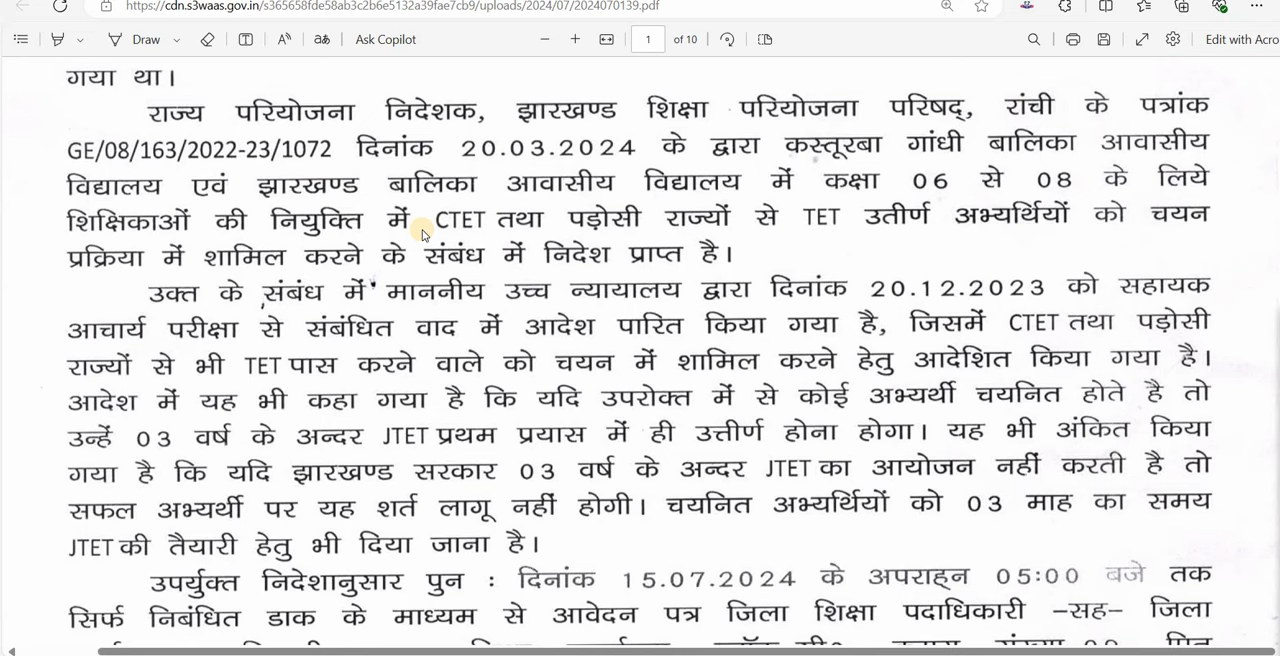 https://cdn.s3waas.gov.in/s365658fde58ab3c2b6e5132a39fae7cb9/uploads/2024/07/2024070139.pdf
Draw Ask Copilot 1 of 10 Edit with Acro
गया था।
राज्य परियोजना निदेशक, झारखण्ड शिक्षा परियोजना परिषद्, रांची के पत्रांक
GE/08/163/2022-23/1072 दिनांक 20.03.2024 के द्वारा कस्तूरबा गांधी बालिका आवासीय
विद्यालय एवं झारखण्ड बालिका आवासीय विद्यालय में कक्षा 06 से 08 के लिये
शिक्षिकाओं की नियुक्ति में CTET तथा पड़ोसी राज्यों से TET उतीर्ण अभ्यर्थियों को चयन
प्रक्रिया में शामिल करने के संबंध में निदेश प्राप्त है।
उक्त के संबंध में माननीय उच्च न्यायालय द्वारा दिनांक 20.12.2023 को सहायक
आचार्य परीक्षा से संबंधित वाद में आदेश पारित किया गया है, जिसमें CTET तथा पड़ोसी
राज्यों से भी TET पास करने वाले को चयन में शामिल करने हेतु आदेशित किया गया है।
आदेश में यह भी कहा गया है कि यदि उपरोक्त में से कोई अभ्यर्थी चयनित होते है तो
उन्हें 03 वर्ष के अन्दर JTET प्रथम प्रयास में ही उत्तीर्ण होना होगा। यह भी अंकित किया
गया है कि यदि झारखण्ड सरकार 03 वर्ष के अन्दर JTET का आयोजन नहीं करती है तो
सफल अभ्यर्थी पर यह शर्त लागू नहीं होगी। चयनित अभ्यर्थियों को 03 माह का समय
JTET की तैयारी हेतु भी दिया जाना है।
उपर्युक्त निदेशानुसार पुन : दिनांक 15.07.2024 के अपराह्न 05:00 बजे तक
सिर्फ निबंधित डाक के माध्यम से आवेदन पत्र जिला शिक्षा पदाधिकारी –सह– जिला